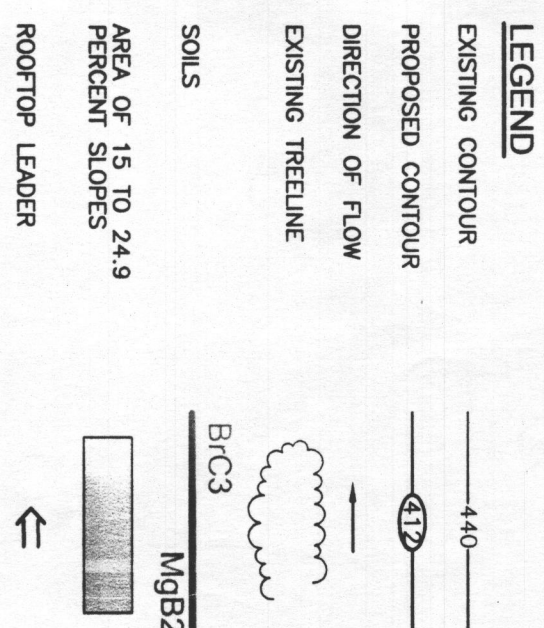 LEGEND
EXISTING CONTOUR
440
PROPOSED CONTOUR
412
DIRECTION OF FLOW
EXISTING TREELINE
SOILS
BrC3
MgB2
AREA OF 15 TO 24.9
PERCENT SLOPES
ROOFTOP LEADER